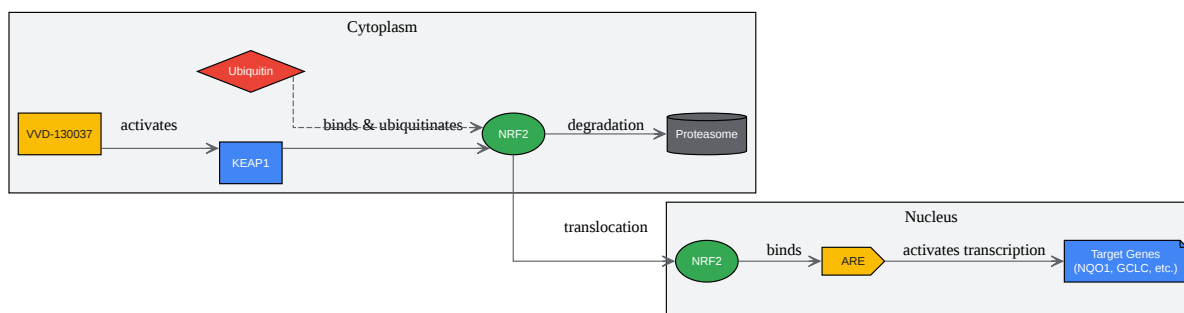 Cytoplasm
Ubiquitin
VVD-130037
activates
KEAP1
binds & ubiquitinates
NRF2
degradation
Proteasome
translocation
Nucleus
NRF2
binds
ARE
activates transcription
Target Genes
(NQO1, GCLC, etc.)